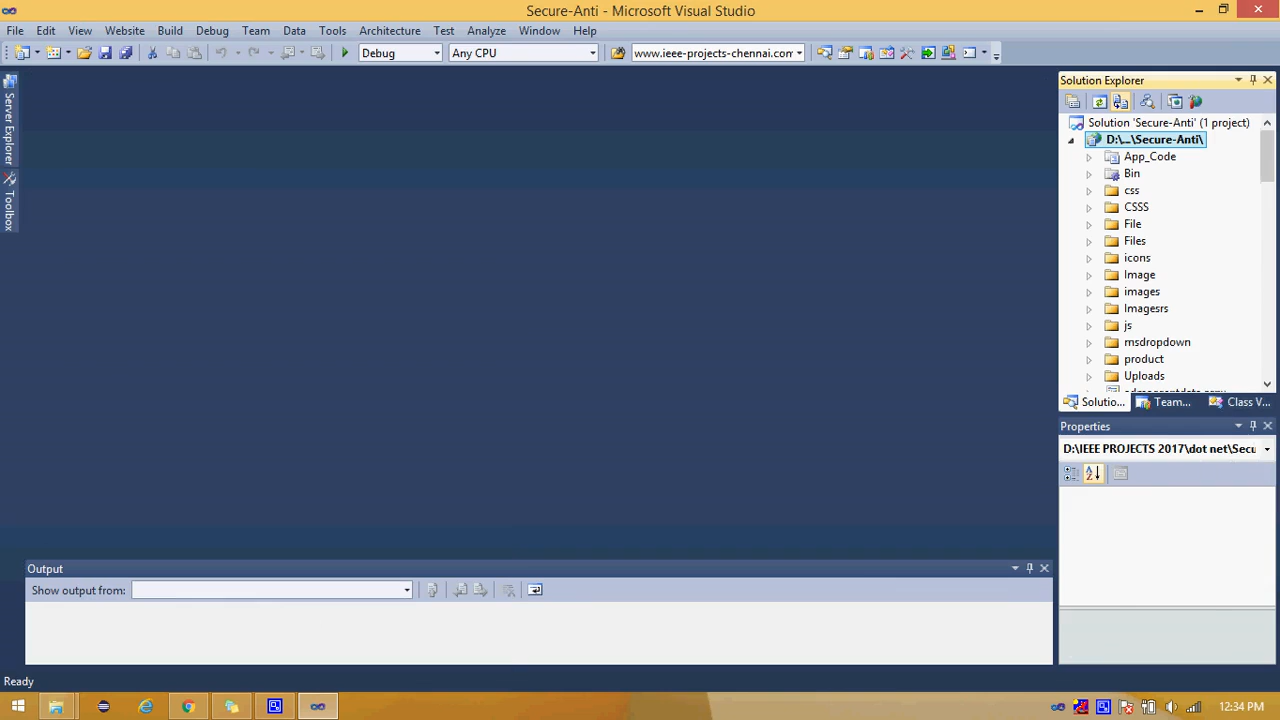 Secure-Anti - Microsoft Visual Studio
File Edit View Website Build Debug Team Data Tools Architecture Test Analyze Window Help
Debug Any CPU www.ieee-projects-chennai.com
Server Explorer
Toolbox
Solution Explorer
Solution 'Secure-Anti' (1 project)
D:\...\Secure-Anti\
App_Code
Bin
css
CSSS
File
Files
icons
Image
images
Imagesrs
js
msdropdown
product
Uploads
Solutio... Team... Class V...
Properties
D:\IEEE PROJECTS 2017\dot net\Secu
Output
Show output from:
Ready
12:34 PM